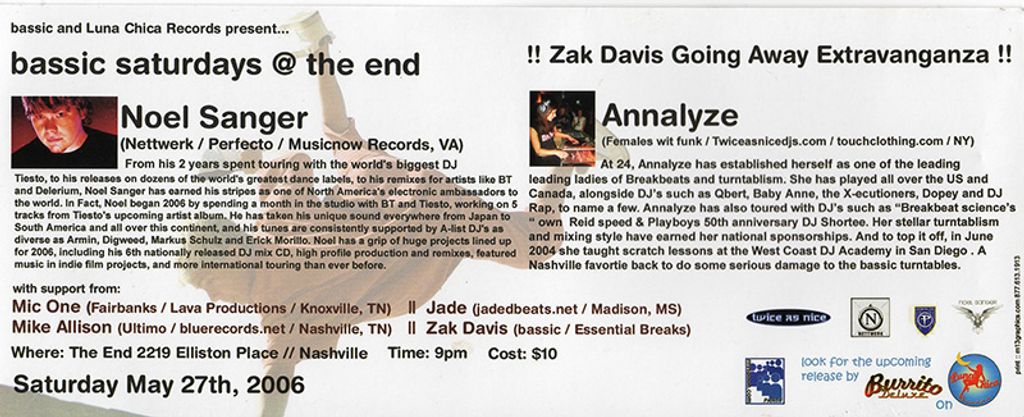 bassic and Luna Chica Records present...
bassic saturdays @ the end
Noel Sanger
(Nettwerk / Perfecto / Musicnow Records, VA)
From his 2 years spent touring with the world's biggest DJ
Tiesto, to his releases on dozens of the world's greatest dance labels, to his remixes for artists like BT
and Delerium, Noel Sanger has earned his stripes as one of North America's electronic ambassadors to
the world. In Fact, Noel began 2006 by spending a month in the studio with BT and Tiesto, working on 5
tracks from Tiesto's upcoming artist album. He has taken his unique sound everywhere from Japan to
South America and all over this continent, and his tunes are consistently supported by A-list DJ's as
diverse as Armin, Digweed, Markus Schulz and Erick Morillo. Noel has a grip of huge projects lined up
for 2006, including his 6th nationally released DJ mix CD, high profile production and remixes, featured
music in indie film projects, and more international touring than ever before.
!! Zak Davis Going Away Extravanganza !!
Annalyze
(Females wit funk / Twiceasnicedjs.com / touchclothing.com / NY)
At 24, Annalyze has established herself as one of the leading
leading ladies of Breakbeats and turntablism. She has played all over the US and
Canada, alongside DJ's such as Qbert, Baby Anne, the X-ecutioners, Dopey and DJ
Rap, to name a few. Annalyze has also toured with DJ's such as “Breakbeat science's
“ own Reid speed & Playboys 50th anniversary DJ Shortee. Her stellar turntablism
and mixing style have earned her national sponsorships. And to top it off, in June
2004 she taught scratch lessons at the West Coast DJ Academy in San Diego . A
Nashville favortie back to do some serious damage to the bassic turntables.
with support from:
Mic One (Fairbanks / Lava Productions / Knoxville, TN) || Jade (jadedbeats.net / Madison, MS)
Mike Allison (Ultimo / bluerecords.net / Nashville, TN) || Zak Davis (bassic / Essential Breaks)
Where: The End 2219 Elliston Place // Nashville Time: 9pm Cost: $10
Saturday May 27th, 2006
twice as nice
N
NETTWERK
NOEL SANGER
look for the upcoming
release by Burrito
Deluxe
on
Luna
Chica
print :: m13graphics.com 877.613.1913